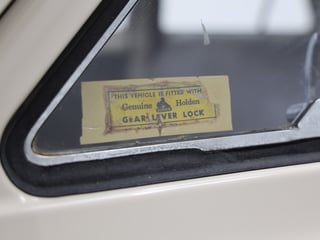 THIS VEHICLE IS FITTED WITH
Genuine Holden
GEAR LEVER LOCK